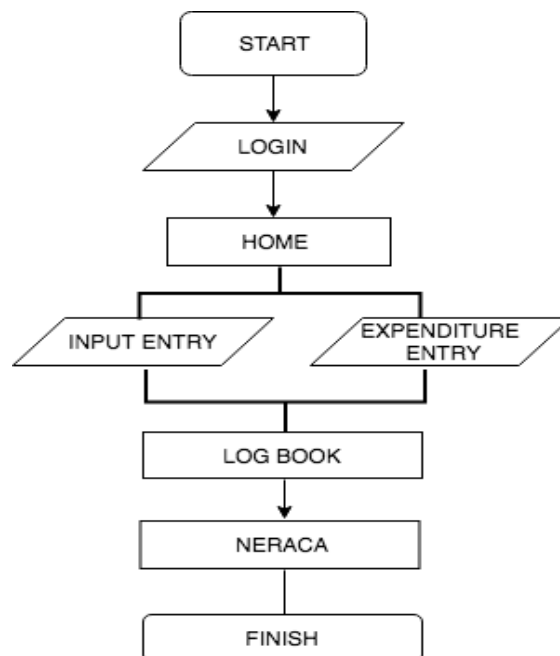 START
LOGIN
HOME
INPUT ENTRY
EXPENDITURE
ENTRY
LOG BOOK
NERACA
FINISH